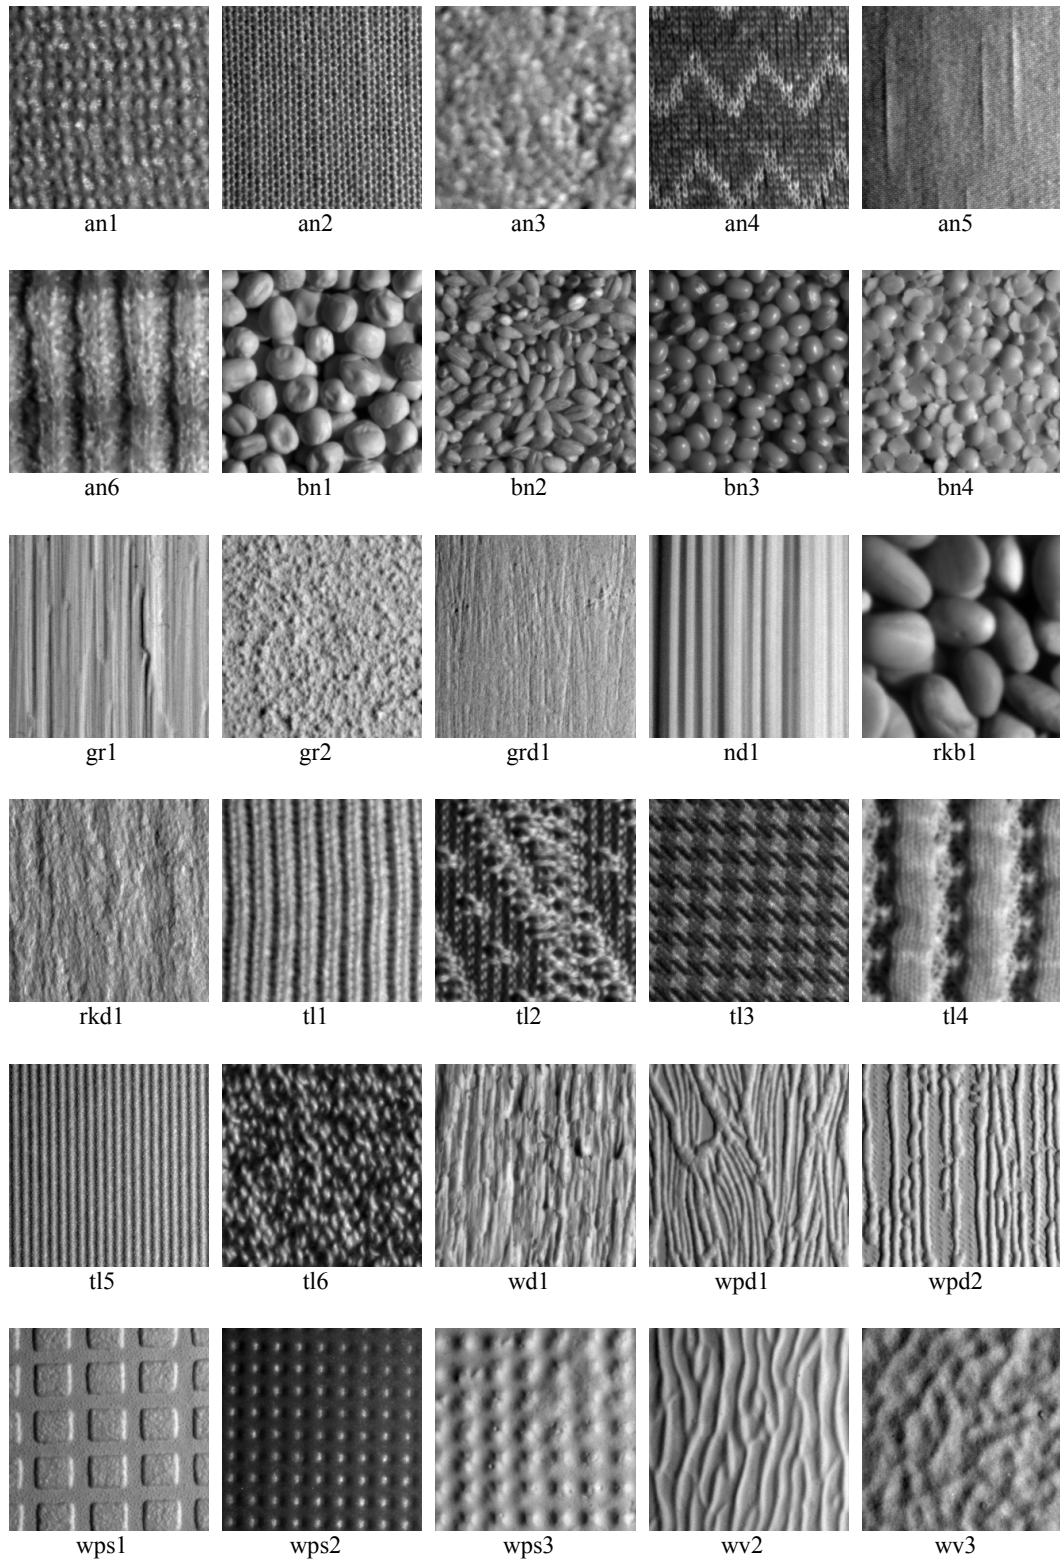 an1 an2 an3 an4 an5
an6 bn1 bn2 bn3 bn4
gr1 gr2 grd1 nd1 rkb1
rkd1 tl1 tl2 tl3 tl4
tl5 tl6 wd1 wpd1 wpd2
wps1 wps2 wps3 wv2 wv3